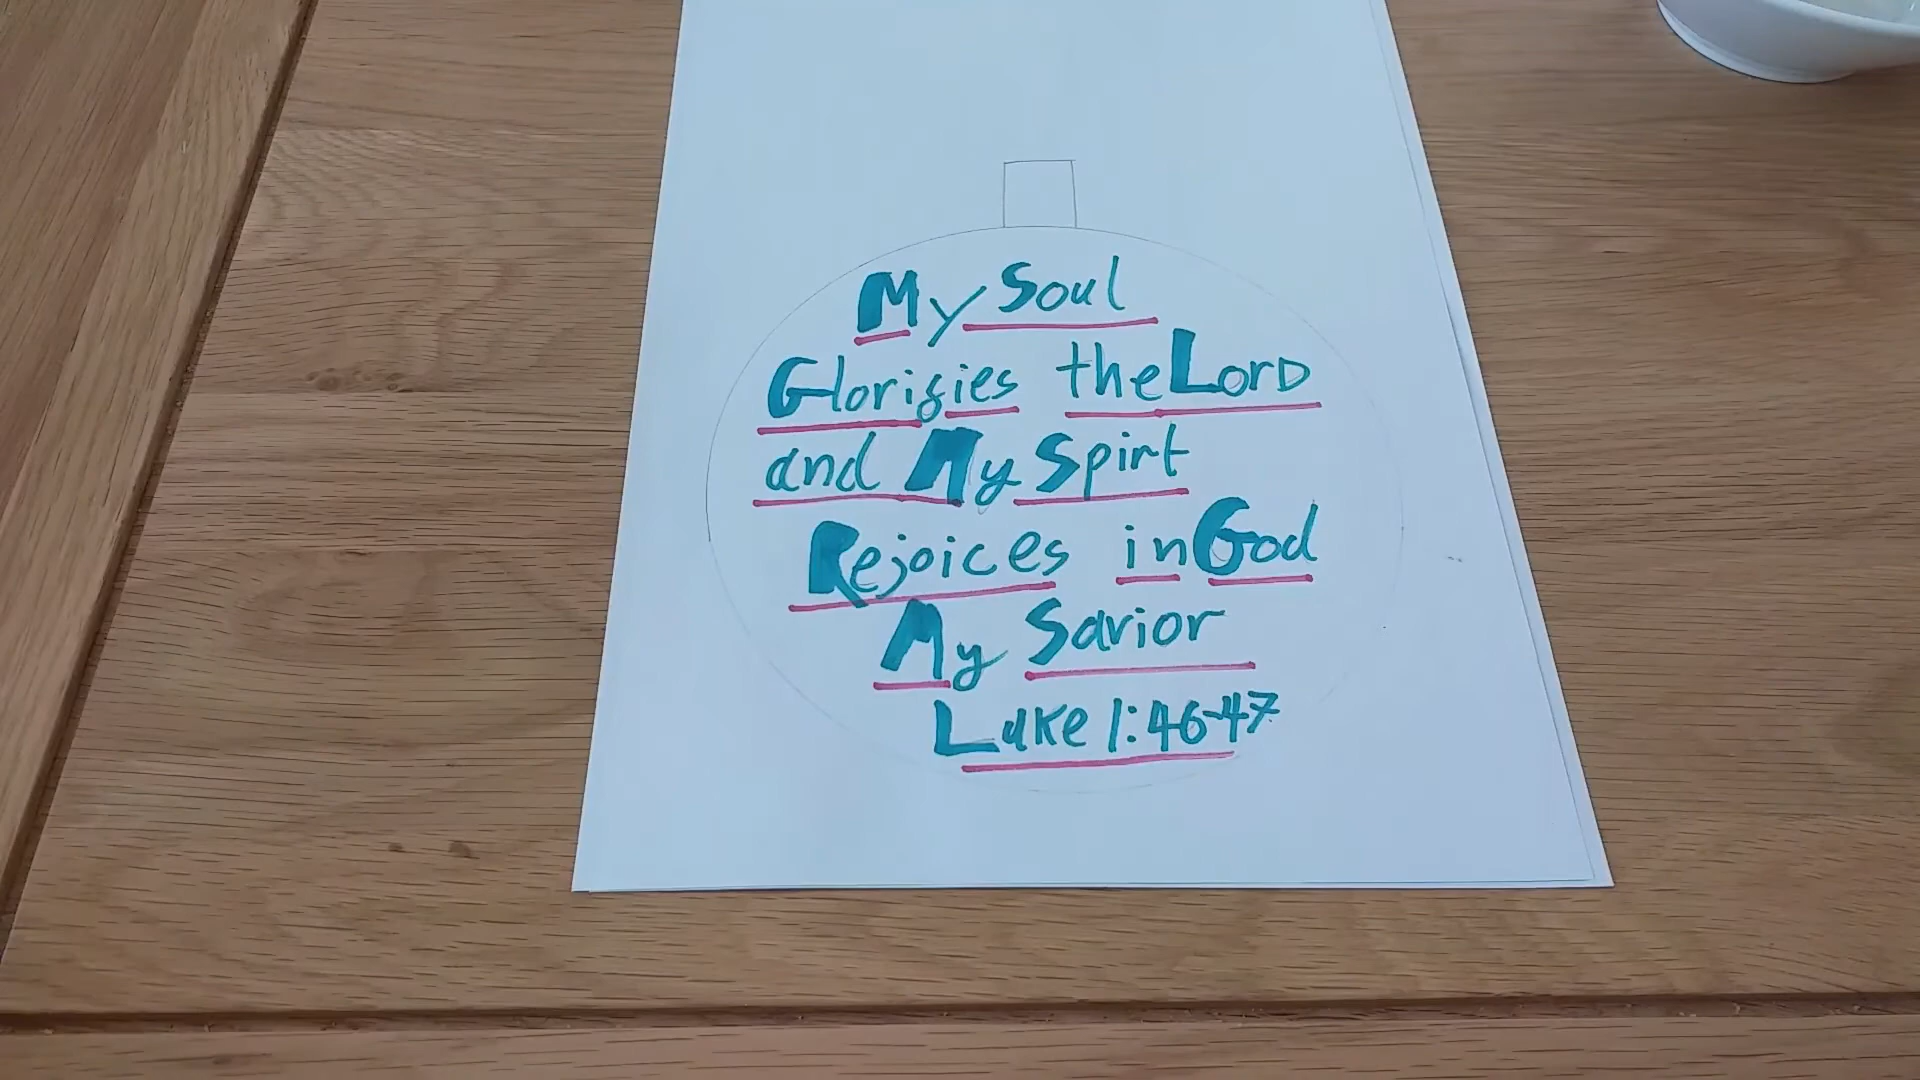 My Soul
Glorifies the LorD
and My Spirt
Rejoices in God
My Savior
Luke 1:46-47